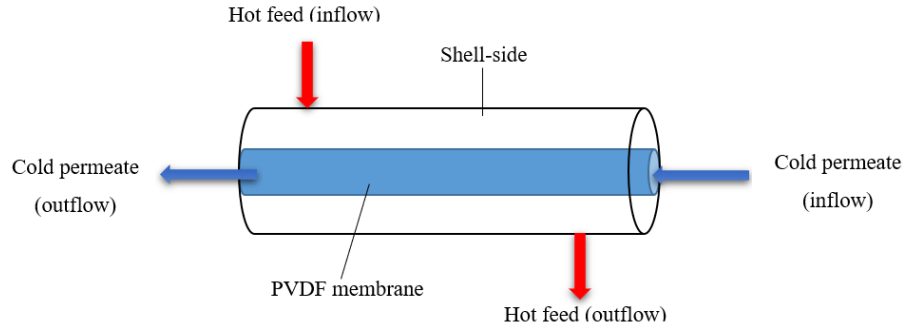 Hot feed (inflow)
Shell-side
Cold permeate
(outflow)
Cold permeate
(inflow)
PVDF membrane
Hot feed (outflow)